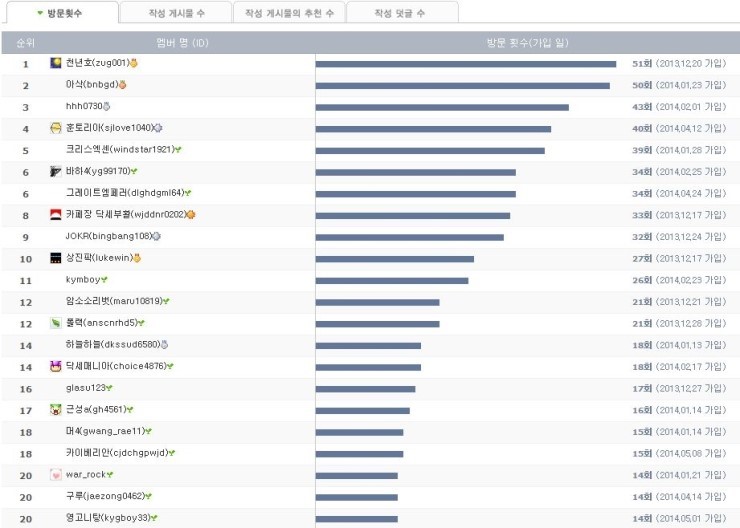 방문횟수 작성 게시물 수 작성 게시물의 추천 수 작성 댓글 수
순위 멤버 명 (ID) 방문 횟수(가입 일)
1 천년호(zug001) 51회 (2013.12.20 가입)
2 아삭(bnbgd) 50회 (2014.01.23 가입)
3 hhh0730 43회 (2014.02.01 가입)
4 훈토리아(sjlove1040) 40회 (2014.04.12 가입)
5 크리스엑센(windstar1921) 39회 (2014.01.28 가입)
6 바하4(yg99170) 34회 (2014.02.25 가입)
6 그레이트엠페러(dlghdgml64) 34회 (2014.04.24 가입)
8 카페장 닥세부활(wjddnr0202) 33회 (2013.12.17 가입)
9 JOKR(bingbang108) 32회 (2013.12.24 가입)
10 상진팍(lukewin) 27회 (2013.12.17 가입)
11 kymboy 26회 (2014.02.23 가입)
12 암소소리벗(maru10819) 21회 (2013.12.21 가입)
12 풀력(anscnrhd5) 21회 (2013.12.28 가입)
14 하늘하늘(dkssud6580) 18회 (2014.01.13 가입)
14 닥세매니아(choice4876) 18회 (2014.02.17 가입)
16 glasu123 17회 (2013.12.27 가입)
17 근성a(gh4561) 16회 (2014.01.14 가입)
18 머4(gwang_rae11) 15회 (2014.01.14 가입)
18 카이베리안(cjdchgpwjd) 15회 (2014.05.08 가입)
20 war_rock 14회 (2014.01.21 가입)
20 구루(jaezong0462) 14회 (2014.04.14 가입)
20 영고니탕(kygboy33) 14회 (2014.05.01 가입)